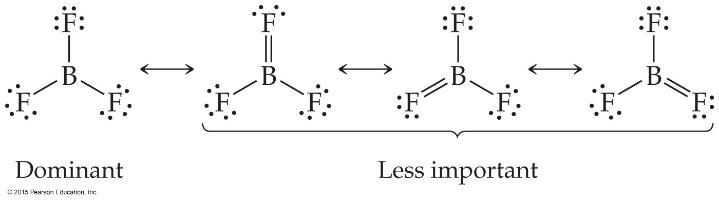 F F F F
B B B B
F F F F F F F F
Dominant Less important
© 2015 Pearson Education, Inc.